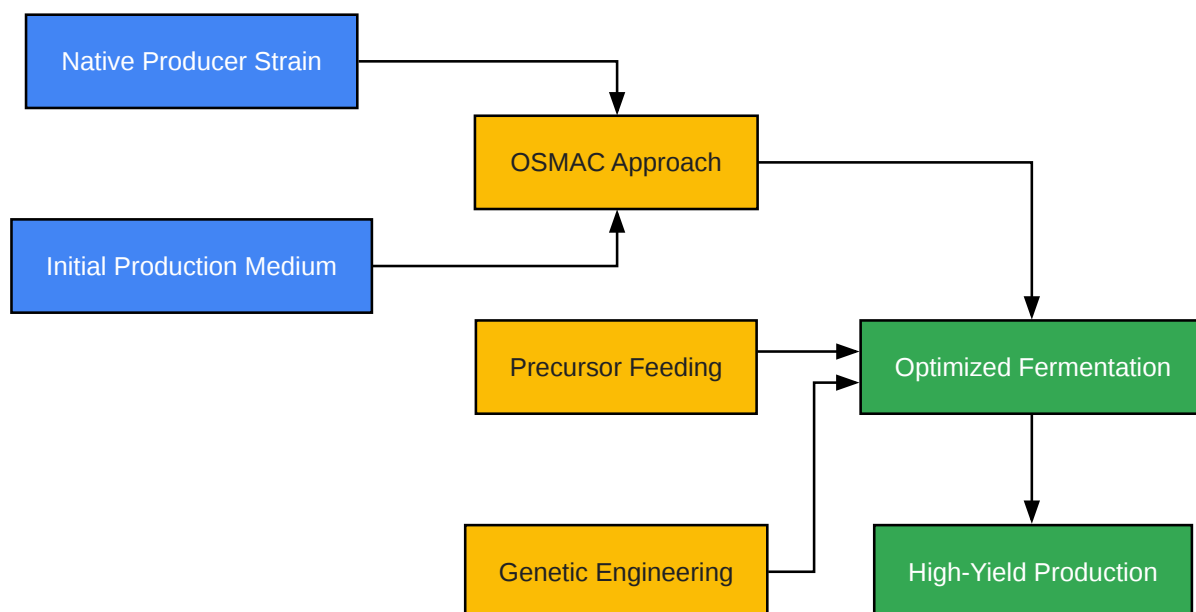 Native Producer Strain
OSMAC Approach
Initial Production Medium
Precursor Feeding
Optimized Fermentation
Genetic Engineering
High-Yield Production